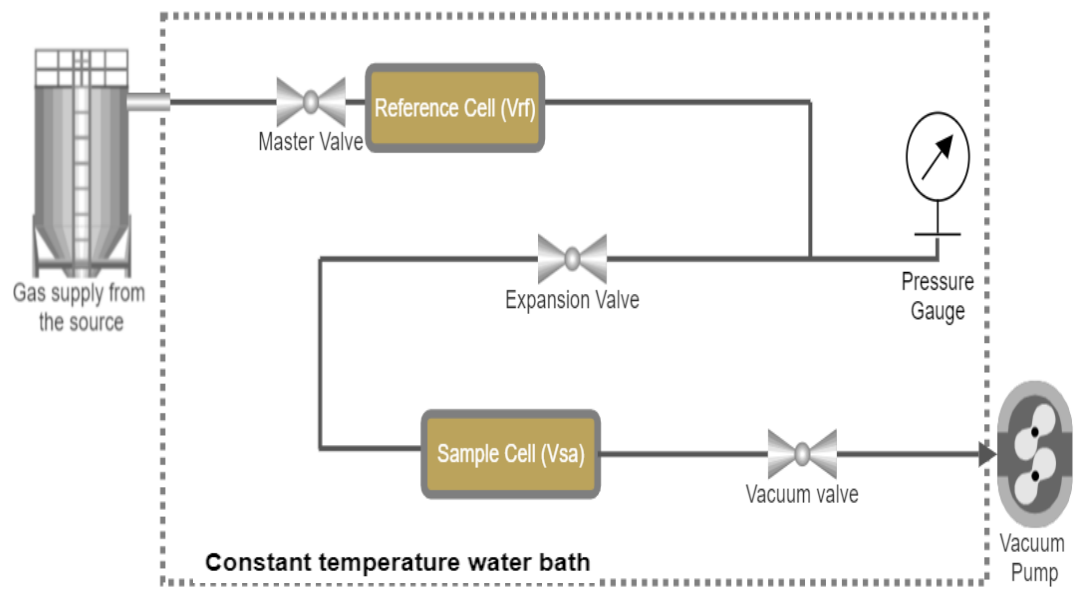 Reference Cell (Vrf)
Master Valve
Gas supply from
the source
Expansion Valve
Pressure
Gauge
Sample Cell (Vsa)
Vacuum valve
Vacuum
Pump
Constant temperature water bath